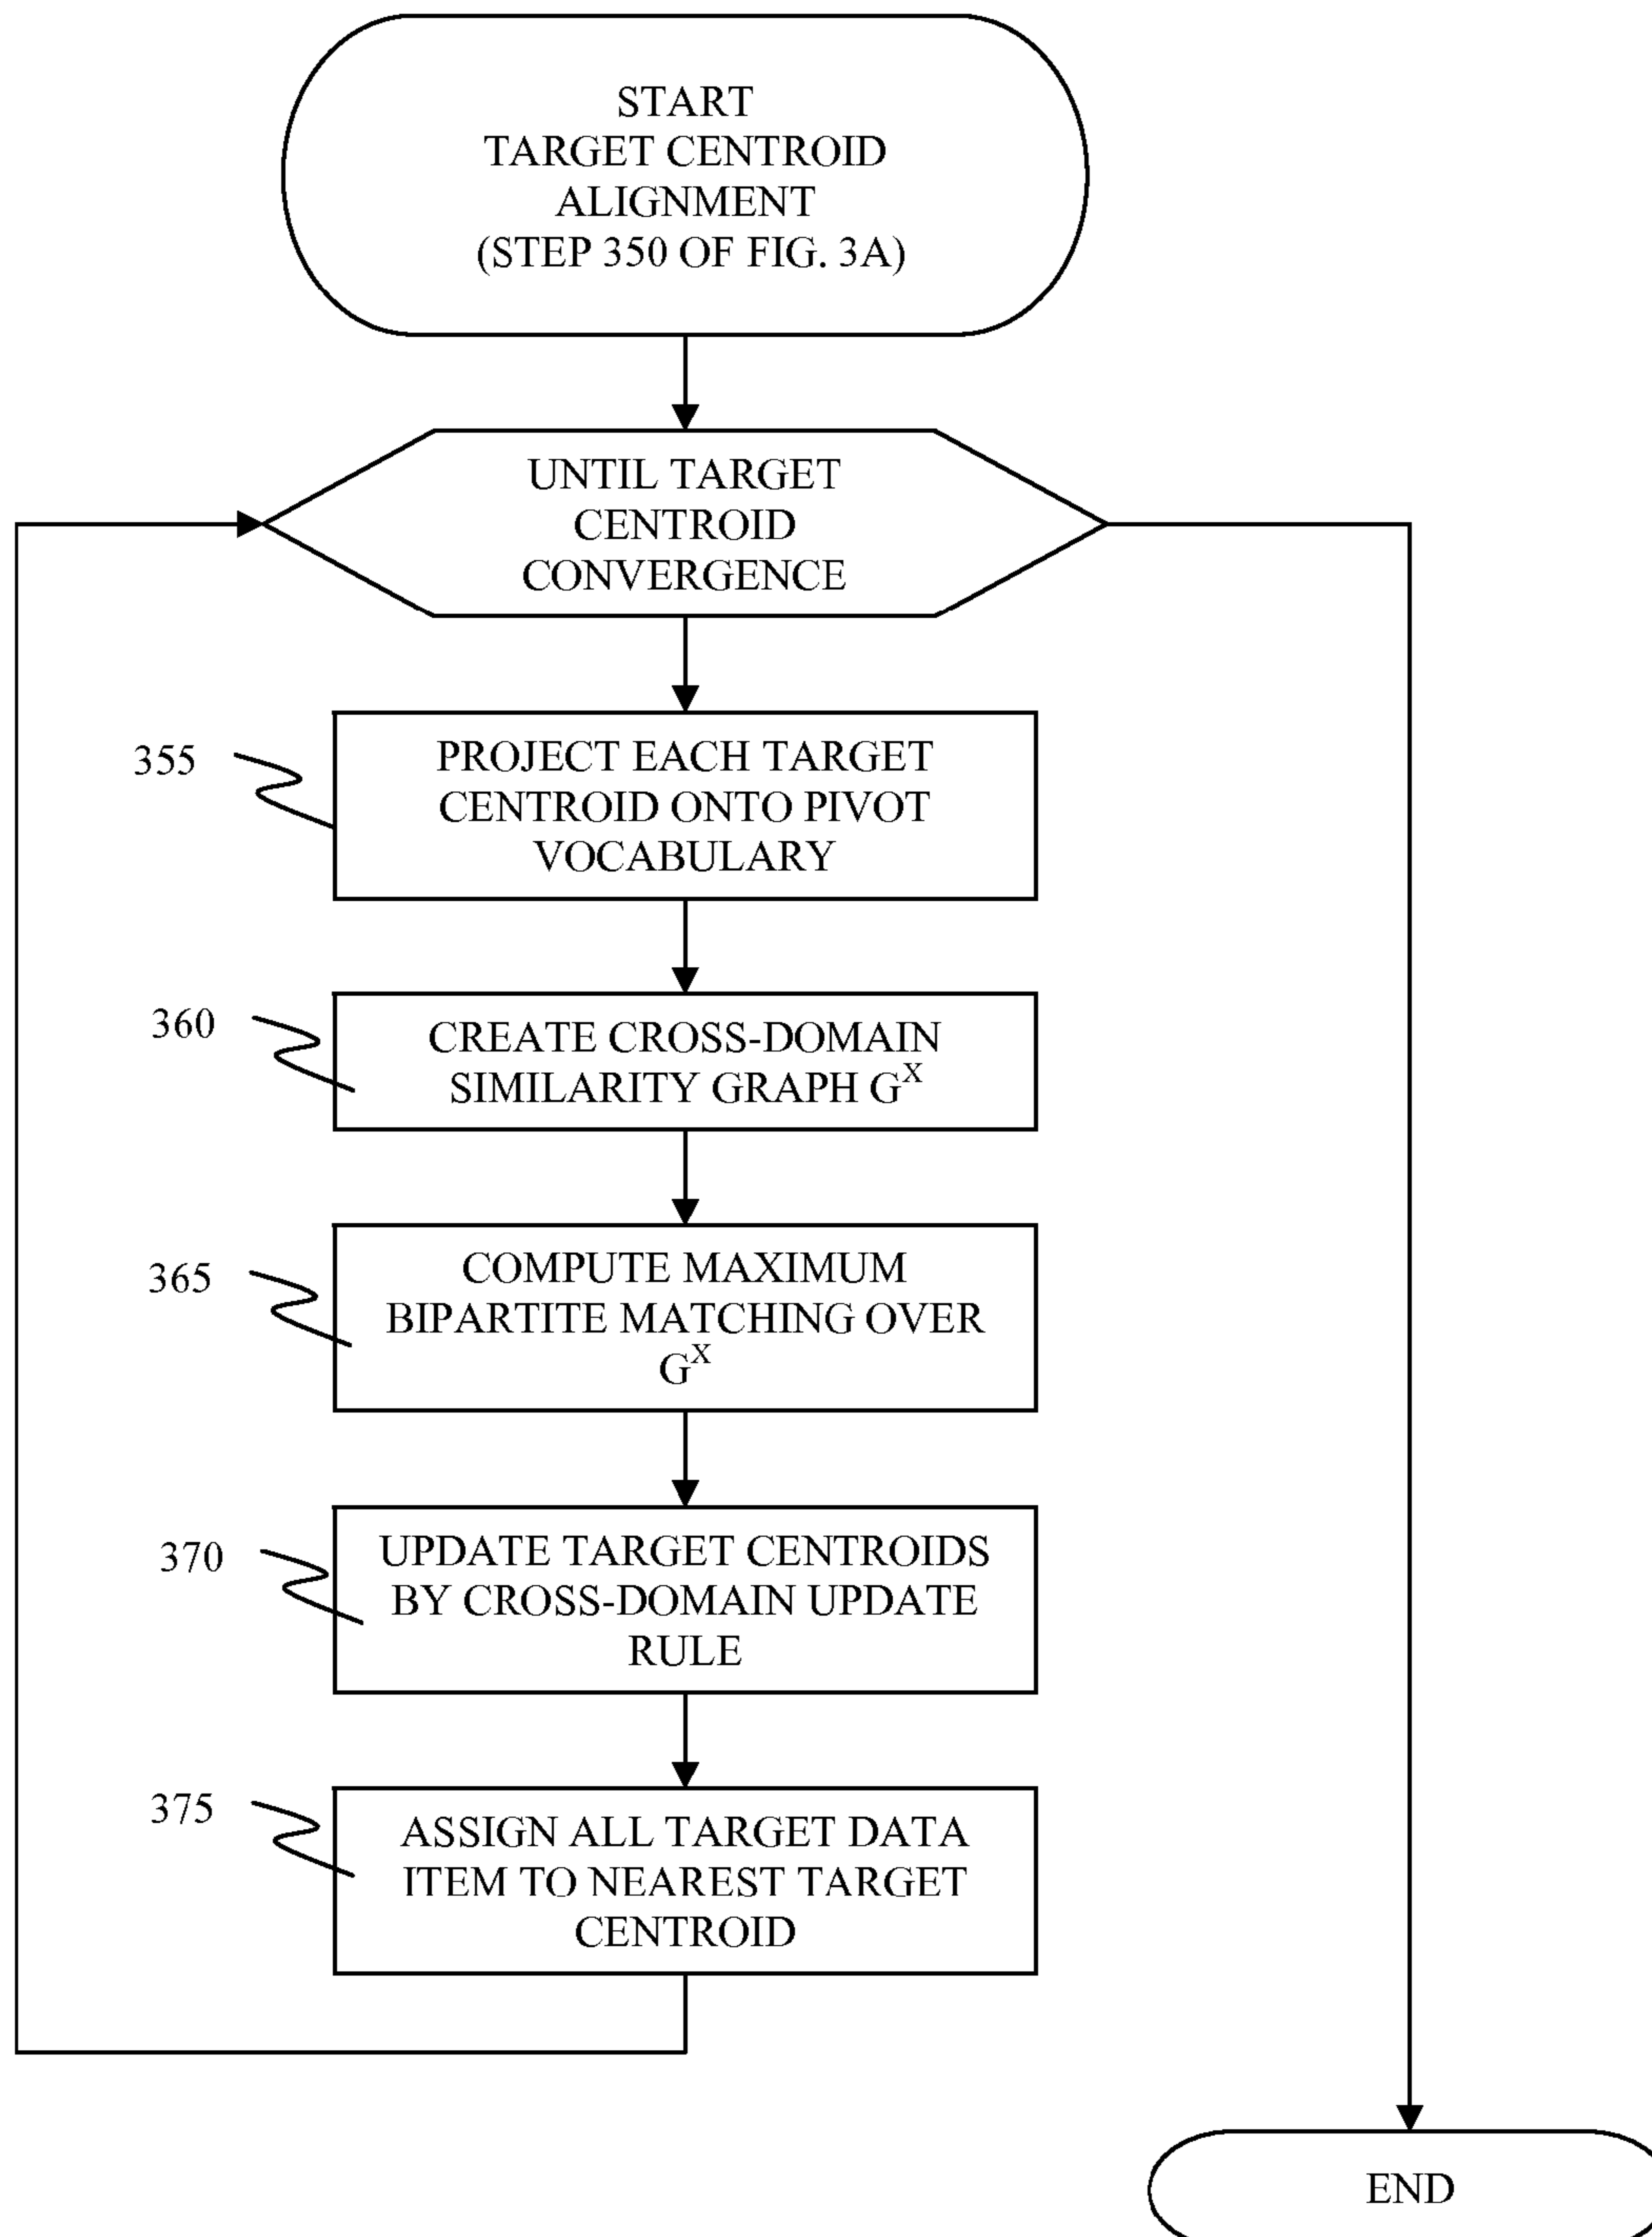 START
TARGET CENTROID
ALIGNMENT
(STEP 350 OF FIG. 3A)
UNTIL TARGET
CENTROID
CONVERGENCE
355
PROJECT EACH TARGET
CENTROID ONTO PIVOT
VOCABULARY
360
CREATE CROSS-DOMAIN
SIMILARITY GRAPH G^X
365
COMPUTE MAXIMUM
BIPARTITE MATCHING OVER
G^X
370
UPDATE TARGET CENTROIDS
BY CROSS-DOMAIN UPDATE
RULE
375
ASSIGN ALL TARGET DATA
ITEM TO NEAREST TARGET
CENTROID
END